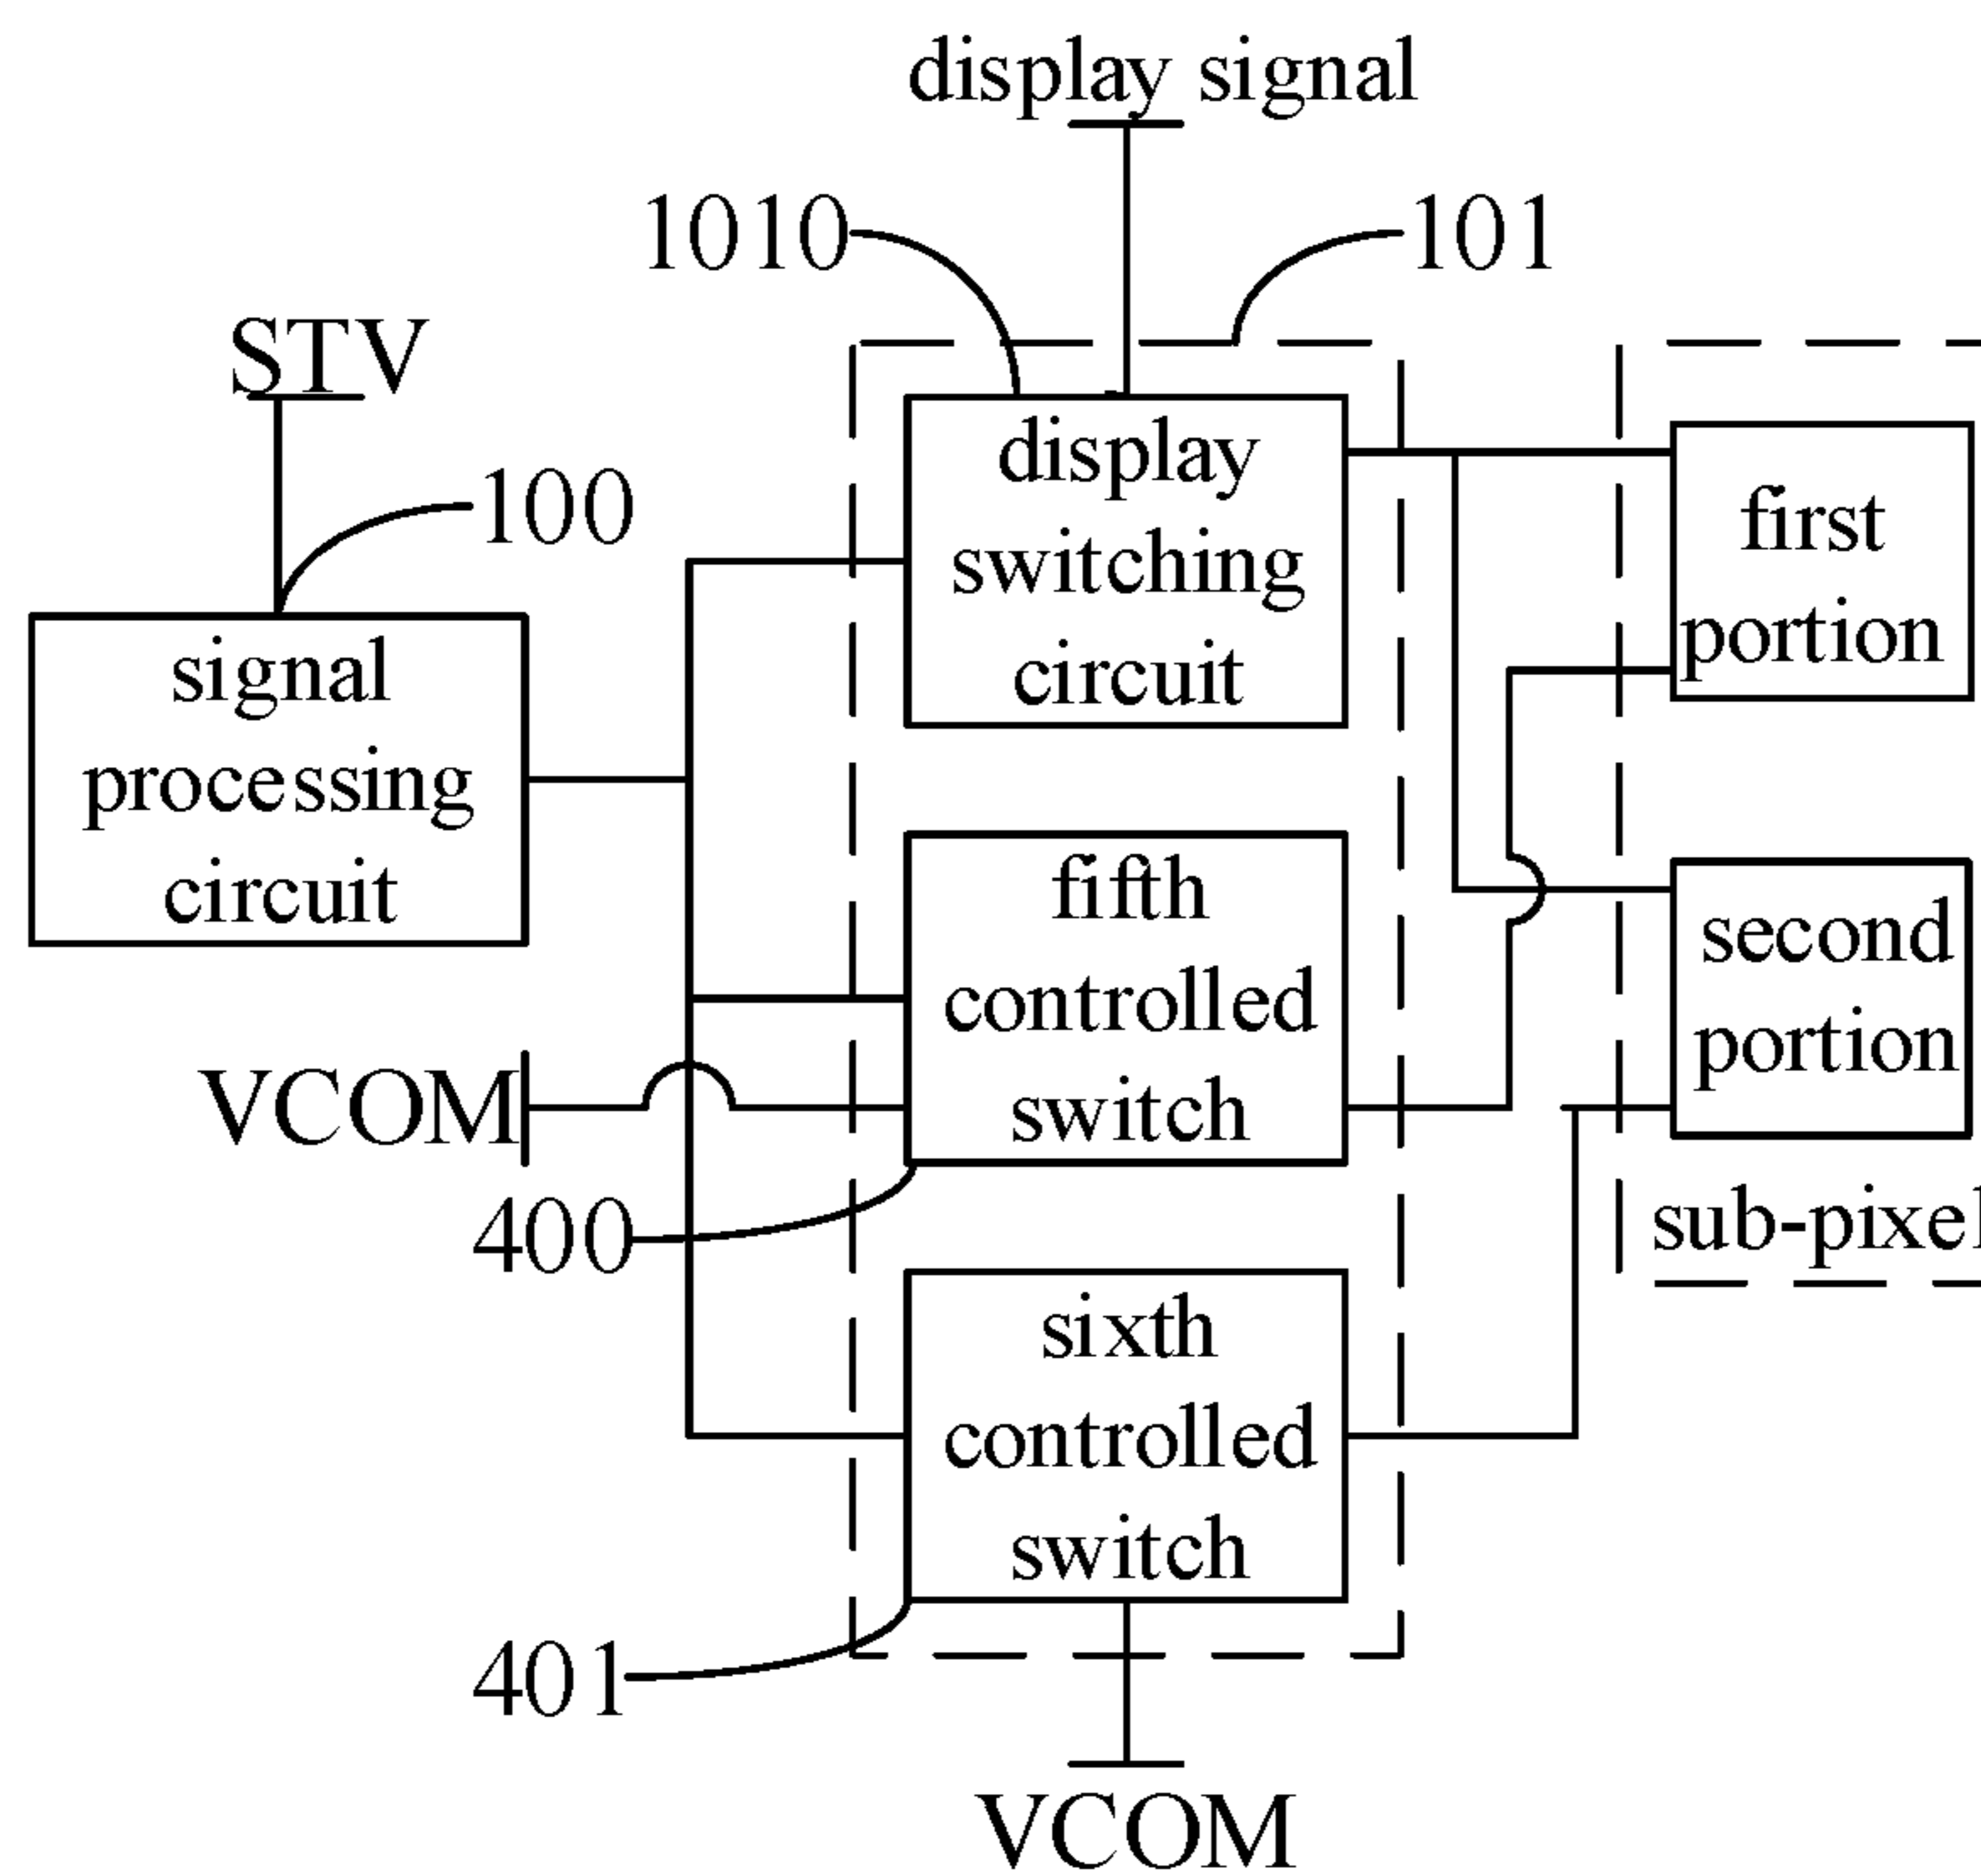 display signal
1010
101
STV
100
display
switching
circuit
first
portion
signal
processing
circuit
fifth
controlled
switch
second
portion
VCOM
400
sub-pixel
sixth
controlled
switch
401
VCOM